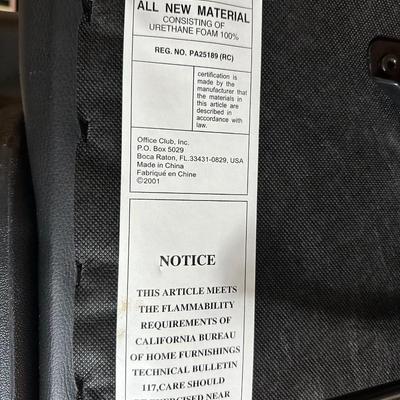 ALL NEW MATERIAL
CONSISTING OF
URETHANE FOAM 100%
REG. NO. PA25189 (RC)
certification is
made by the
manufacturer that
the materials in
this article are
described in
accordance with
law.
Office Club, Inc.
P.O. Box 5029
Boca Raton, FL.33431-0829, USA
Made in China
Fabriqué en Chine
©2001
NOTICE
THIS ARTICLE MEETS
THE FLAMMABILITY
REQUIREMENTS OF
CALIFORNIA BUREAU
OF HOME FURNISHINGS
TECHNICAL BULLETIN
117,CARE SHOULD
BE EXERCISED NEAR